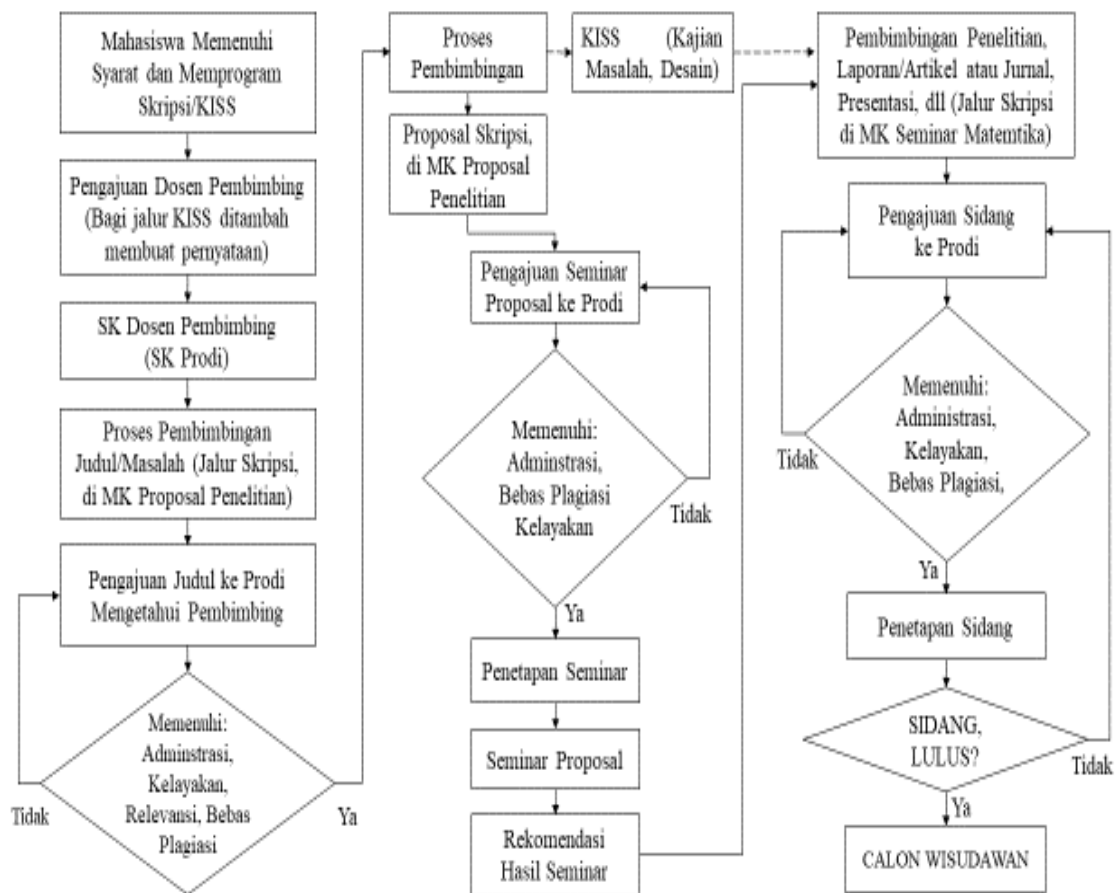 Mahasiswa Memenuhi
Syarat dan Memprogram
Skripsi/KISS
Pengajuan Dosen Pembimbing
(Bagi jalur KISS ditambah
membuat pernyataan)
SK Dosen Pembimbing
(SK Prodi)
Proses Pembimbingan
Judul/Masalah (Jalur Skripsi,
di MK Proposal Penelitian)
Pengajuan Judul ke Prodi
Mengetahui Pembimbing
Memenuhi:
Adminstrasi,
Kelayakan,
Relevansi, Bebas
Plagiasi
Tidak
Ya
Proses
Pembimbingan
KISS (Kajian
Masalah, Desain)
Proposal Skripsi,
di MK Proposal
Penelitian
Pengajuan Seminar
Proposal ke Prodi
Memenuhi:
Adminstrasi,
Bebas Plagiasi
Kelayakan
Tidak
Ya
Penetapan Seminar
Seminar Proposal
Rekomendasi
Hasil Seminar
Pembimbingan Penelitian,
Laporan/Artikel atau Jurnal,
Presentasi, dll (Jalur Skripsi
di MK Seminar Matemtika)
Pengajuan Sidang
ke Prodi
Memenuhi:
Administrasi,
Kelayakan,
Bebas Plagiasi,
Tidak
Ya
Penetapan Sidang
SIDANG,
LULUS?
Tidak
Ya
CALON WISUDAWAN